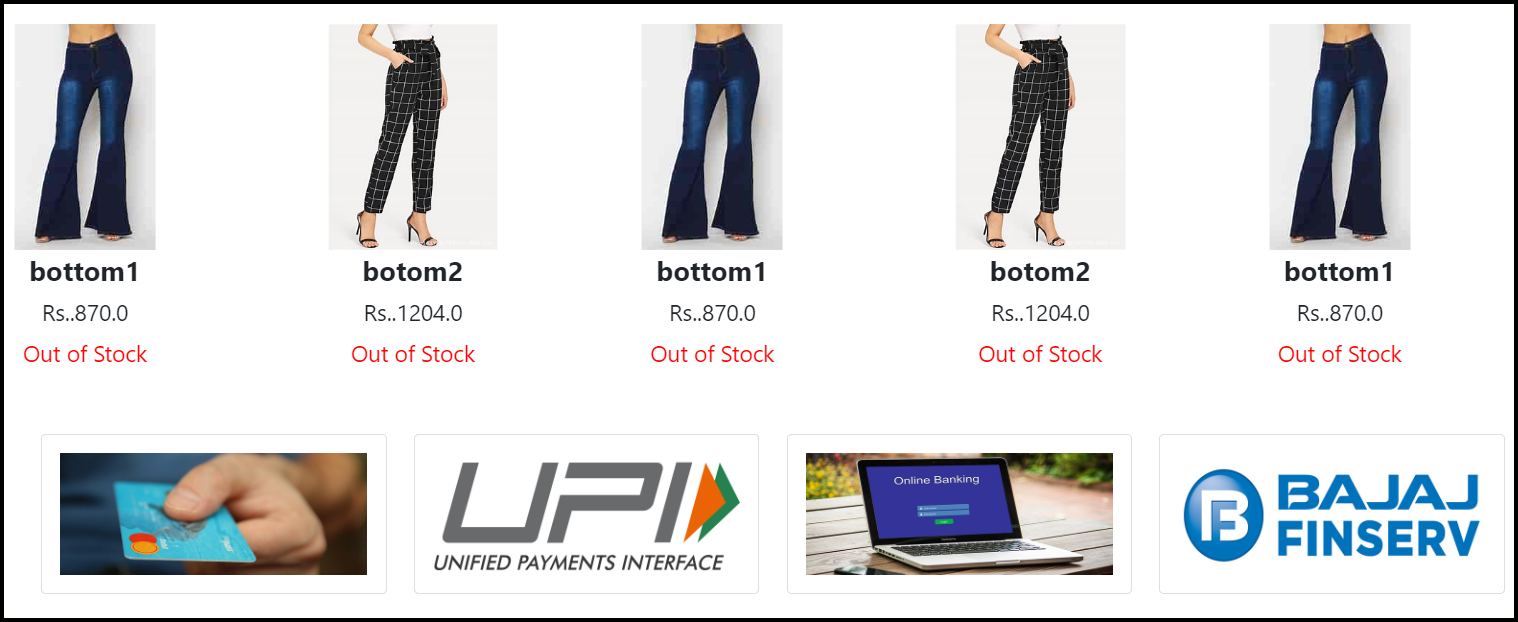 bottom1
botom2
bottom1
botom2
bottom1
Rs..870.0
Rs..1204.0
Rs..870.0
Rs..1204.0
Rs..870.0
Out of Stock
Out of Stock
Out of Stock
Out of Stock
Out of Stock
UPI
UNIFIED PAYMENTS INTERFACE
Online Banking
B
BAJAJ
FINSERV